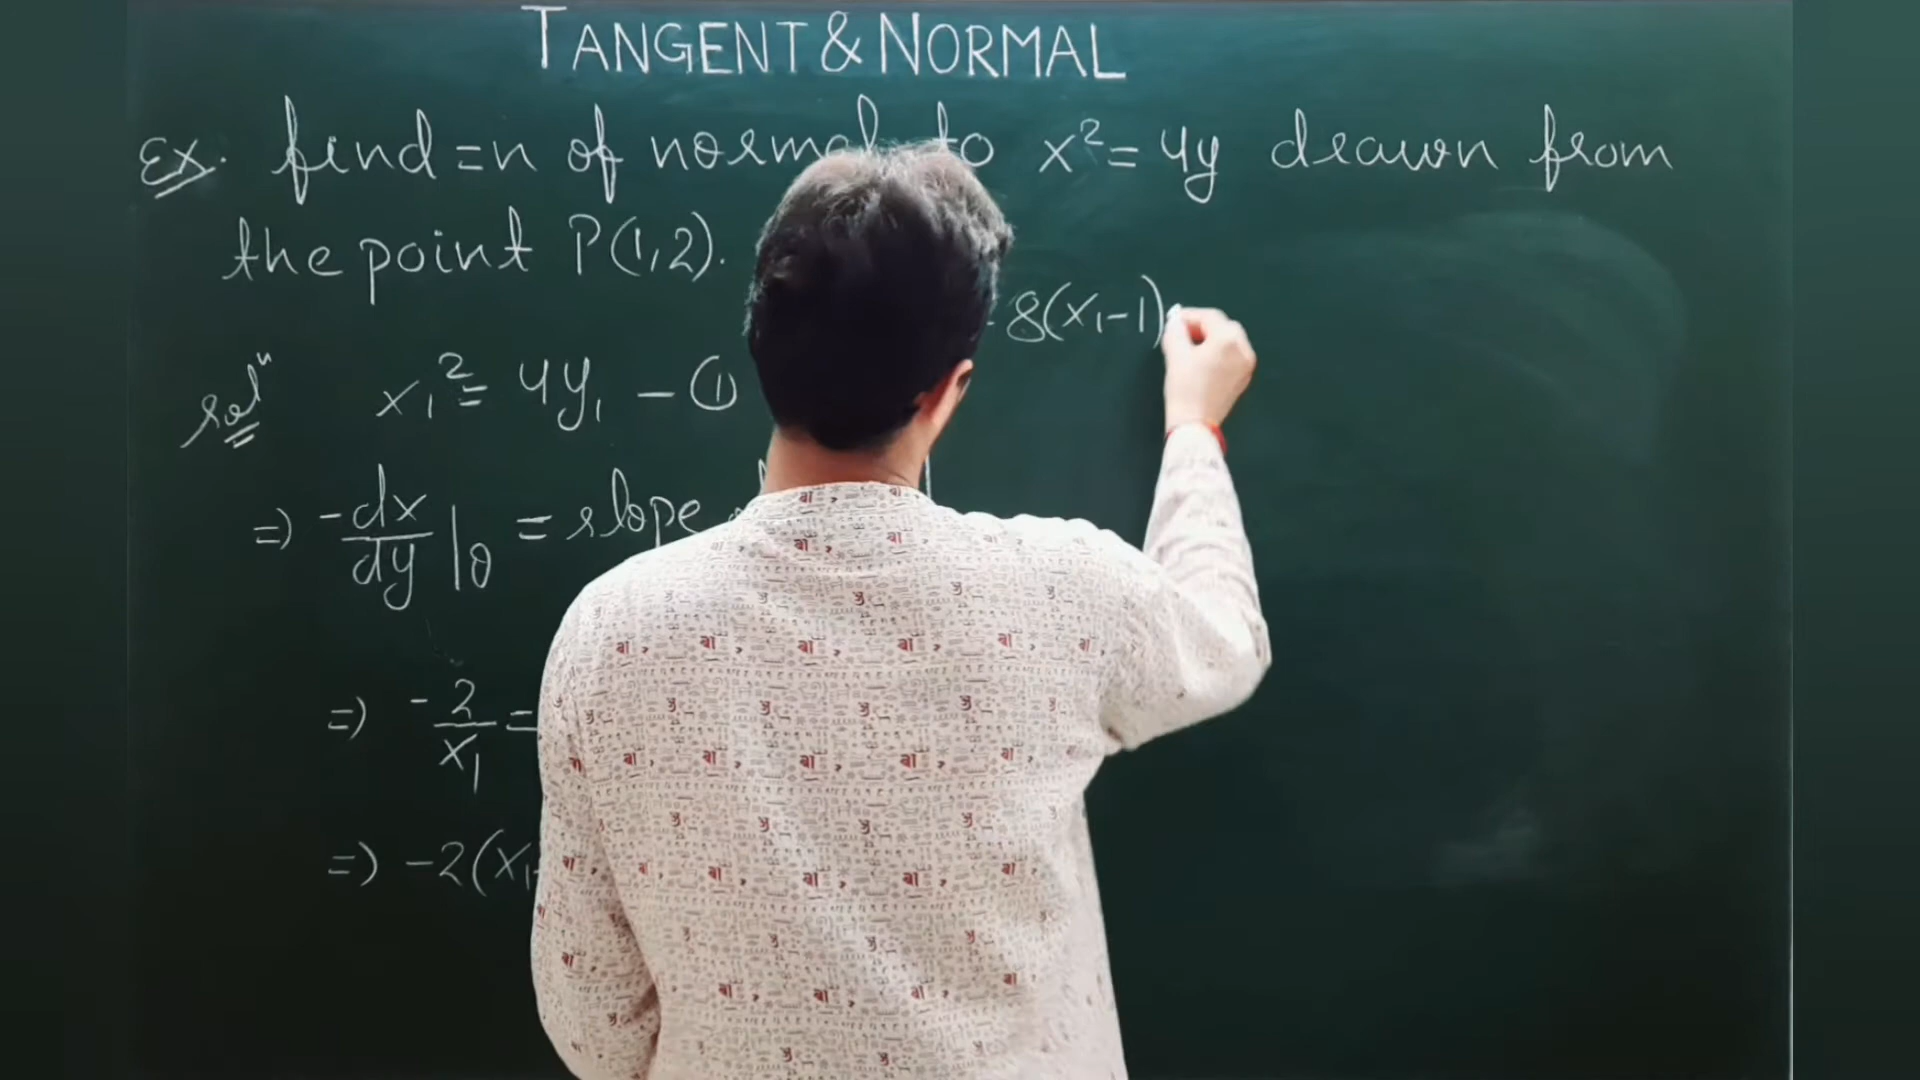 TANGENT & NORMAL
Ex. find =n of normal to x² = 4y drawn from
the point P(1,2).
8(x₁-1)
solⁿ x₁² = 4y₁ - ①
=) -dx/dy |₀ = slope
=) -2/x₁ =
=) -2(x₁